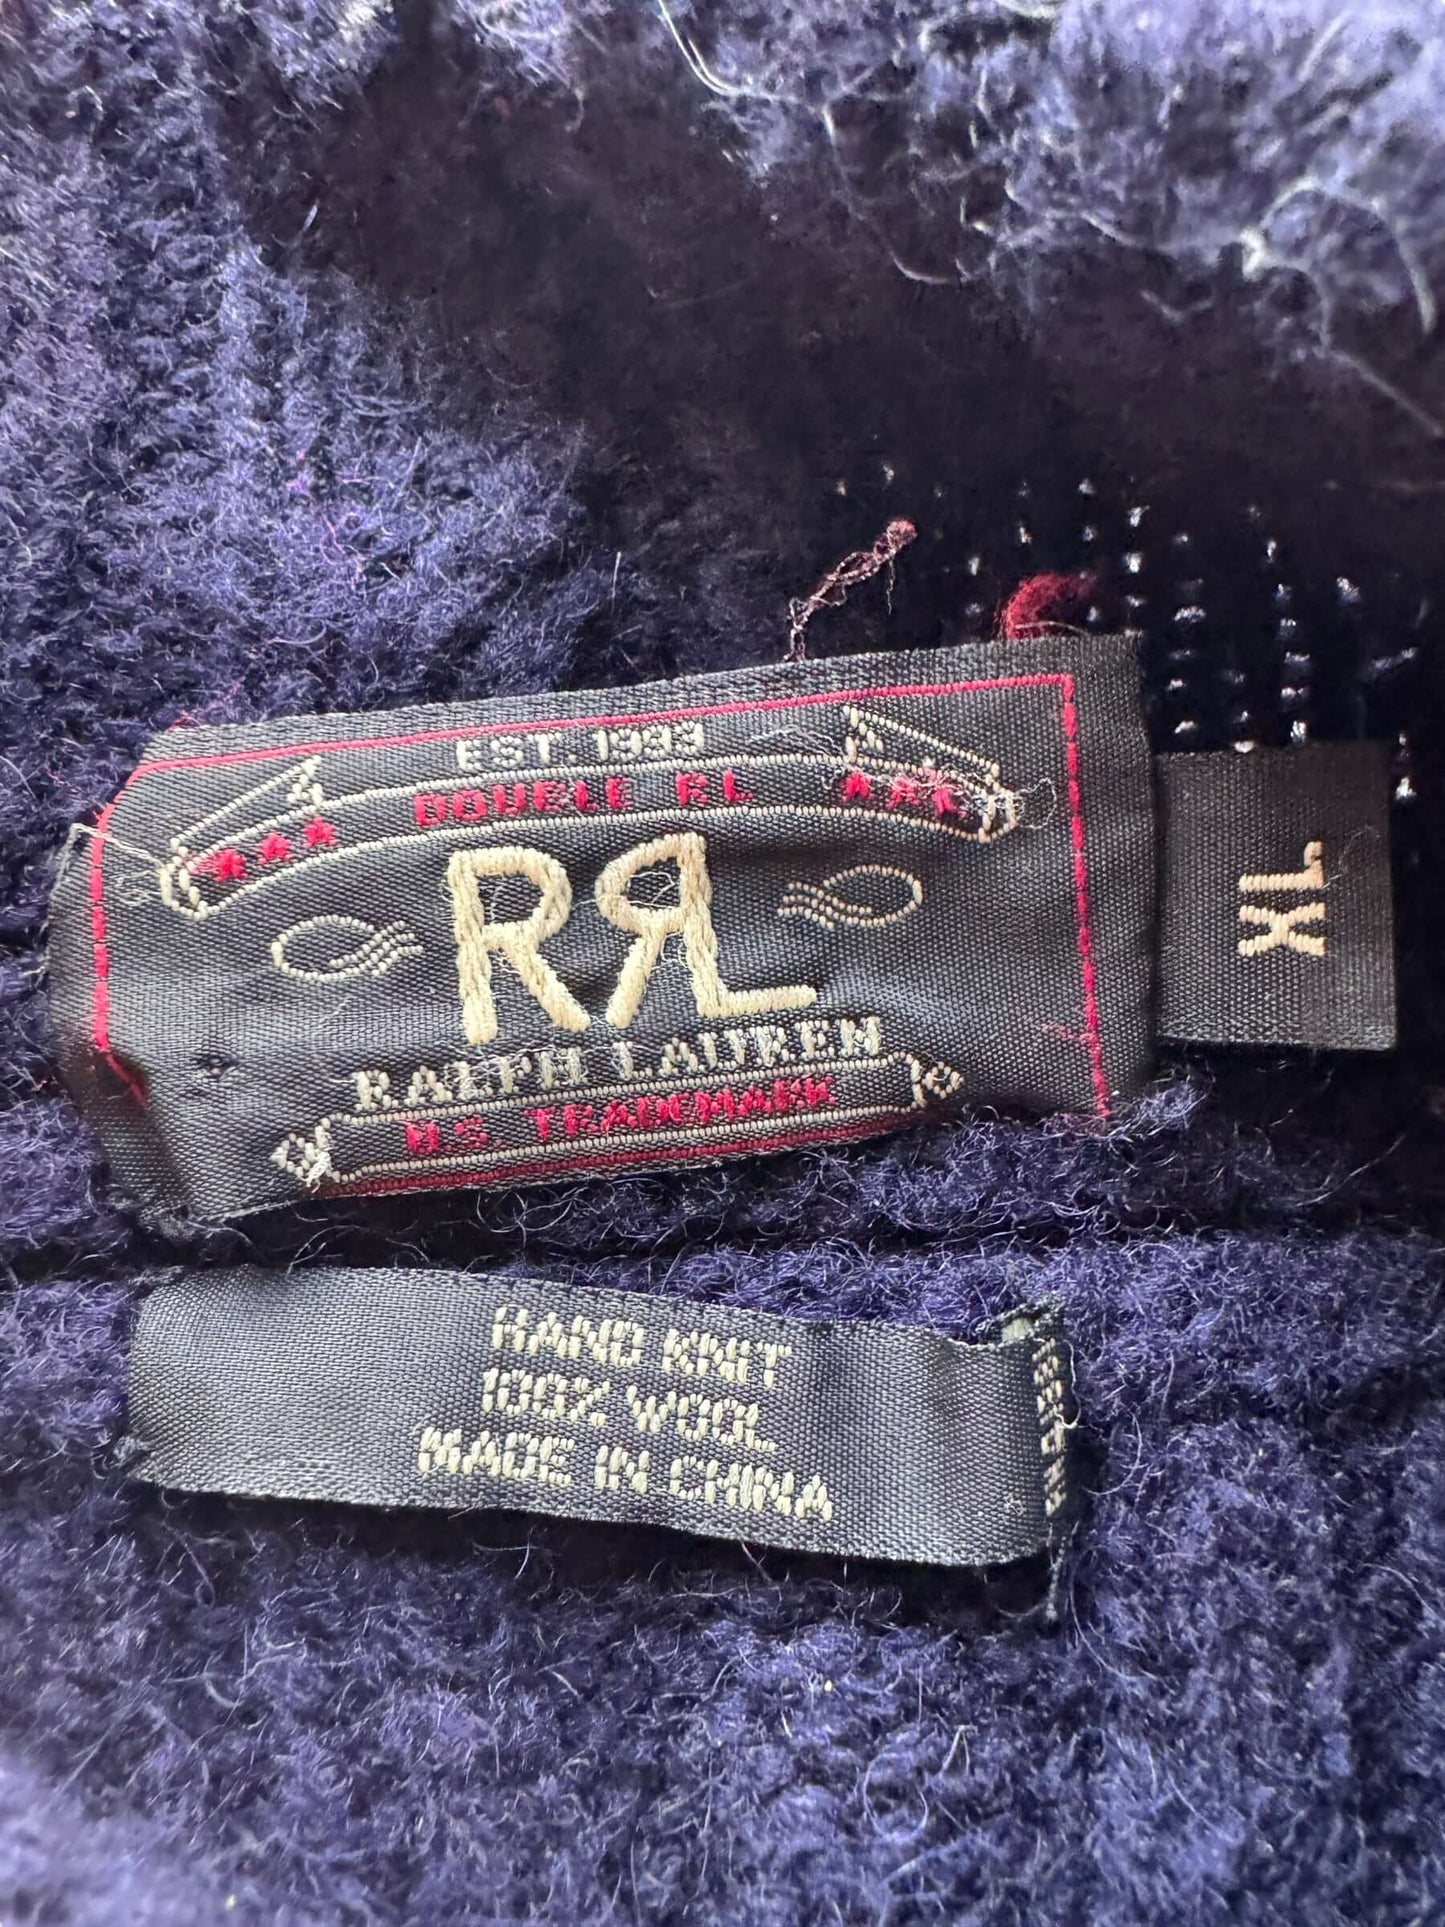 EST. 1993
DOUBLE RL
RRL
RALPH LAUREN
U.S. TRADEMARK
XL
HAND KNIT
100% WOOL
MADE IN CHINA